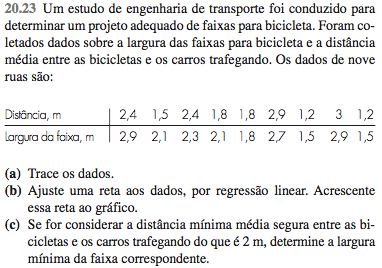 20.23 Um estudo de engenharia de transporte foi conduzido para
determinar um projeto adequado de faixas para bicicleta. Foram co-
letados dados sobre a largura das faixas para bicicleta e a distância
média entre as bicicletas e os carros trafegando. Os dados de nove
ruas são:
Distância, m 2,4 1,5 2,4 1,8 1,8 2,9 1,2 3 1,2
Largura da faixa, m 2,9 2,1 2,3 2,1 1,8 2,7 1,5 2,9 1,5
(a) Trace os dados.
(b) Ajuste uma reta aos dados, por regressão linear. Acrescente
essa reta ao gráfico.
(c) Se for considerar a distância mínima média segura entre as bi-
cicletas e os carros trafegando do que é 2 m, determine a largura
mínima da faixa correspondente.